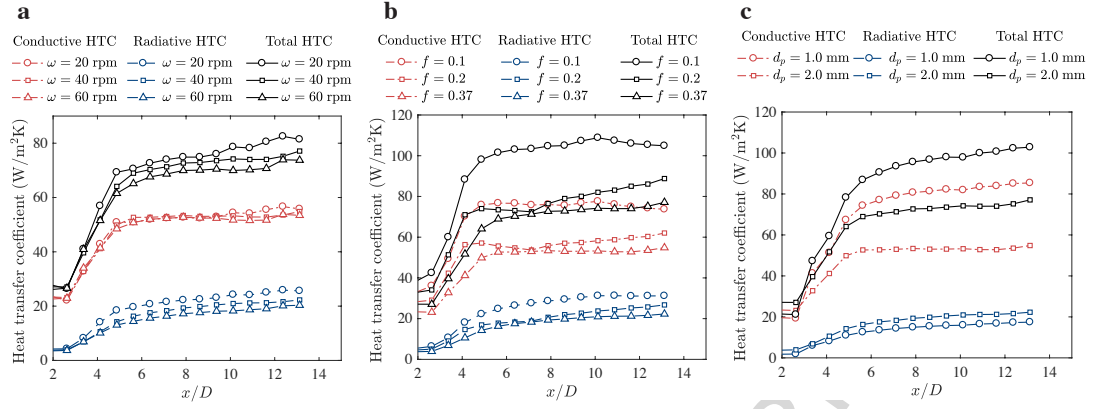 a
Conductive HTC Radiative HTC Total HTC
ω = 20 rpm ω = 20 rpm ω = 20 rpm
ω = 40 rpm ω = 40 rpm ω = 40 rpm
ω = 60 rpm ω = 60 rpm ω = 60 rpm
Heat transfer coefficient (W/m²K)
80
60
40
20
0
2 4 6 8 10 12 14
x/D
b
Conductive HTC Radiative HTC Total HTC
f = 0.1 f = 0.1 f = 0.1
f = 0.2 f = 0.2 f = 0.2
f = 0.37 f = 0.37 f = 0.37
Heat transfer coefficient (W/m²K)
120
100
80
60
40
20
0
2 4 6 8 10 12 14
x/D
c
Conductive HTC Radiative HTC Total HTC
dₚ = 1.0 mm dₚ = 1.0 mm dₚ = 1.0 mm
dₚ = 2.0 mm dₚ = 2.0 mm dₚ = 2.0 mm
Heat transfer coefficient (W/m²K)
120
100
80
60
40
20
0
2 4 6 8 10 12 14
x/D